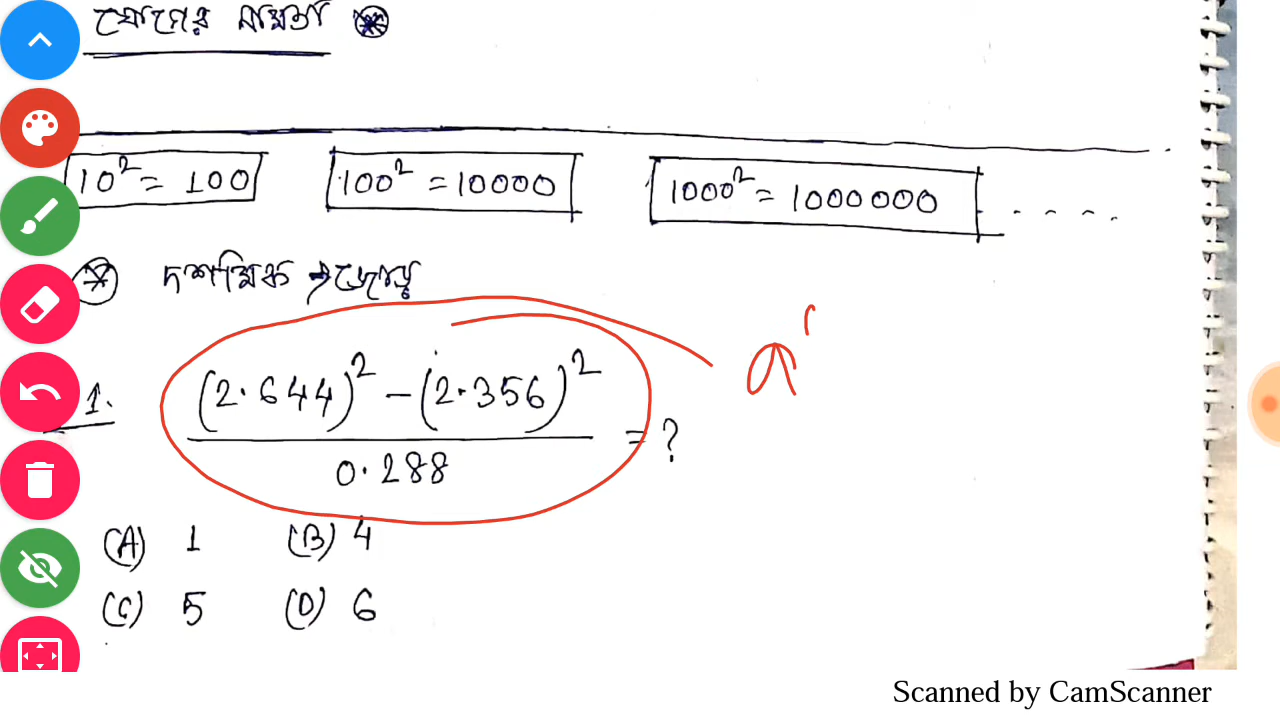 যোগের নামতা
10² = 100 100² = 10000 1000² = 1000000 . . . . .
দশমিক
1. (2.644)² - (2.356)² / 0.288 = ?
a
(A) 1 (B) 4
(C) 5 (D) 6
Scanned by CamScanner